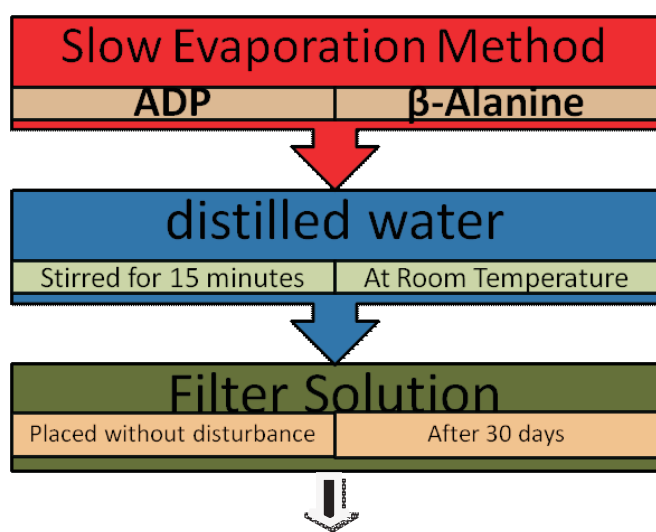 Slow Evaporation Method
ADP β-Alanine
distilled water
Stirred for 15 minutes At Room Temperature
Filter Solution
Placed without disturbance After 30 days